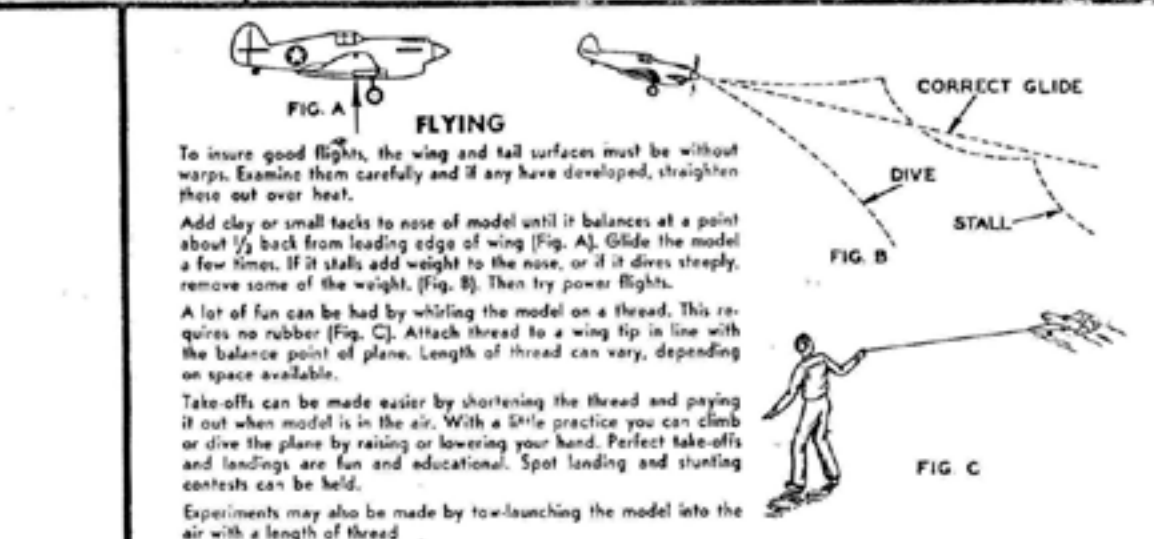 FIG. A
FLYING
To insure good flights, the wing and tail surfaces must be without
warps. Examine them carefully and if any have developed, straighten
these out over heat.
Add clay or small tacks to nose of model until it balances at a point
about 1/3 back from leading edge of wing (Fig. A). Glide the model
a few times. If it stalls add weight to the nose, or if it dives steeply,
remove some of the weight. (Fig. B). Then try power flights.
A lot of fun can be had by whirling the model on a thread. This re-
quires no rubber (Fig. C). Attach thread to a wing tip in line with
the balance point of plane. Length of thread can vary, depending
on space available.
Take-offs can be made easier by shortening the thread and paying
it out when model is in the air. With a little practice you can climb
or dive the plane by raising or lowering your hand. Perfect take-offs
and landings are fun and educational. Spot landing and stunting
contests can be held.
Experiments may also be made by tow-launching the model into the
air with a length of thread
CORRECT GLIDE
DIVE
STALL
FIG. B
FIG. C